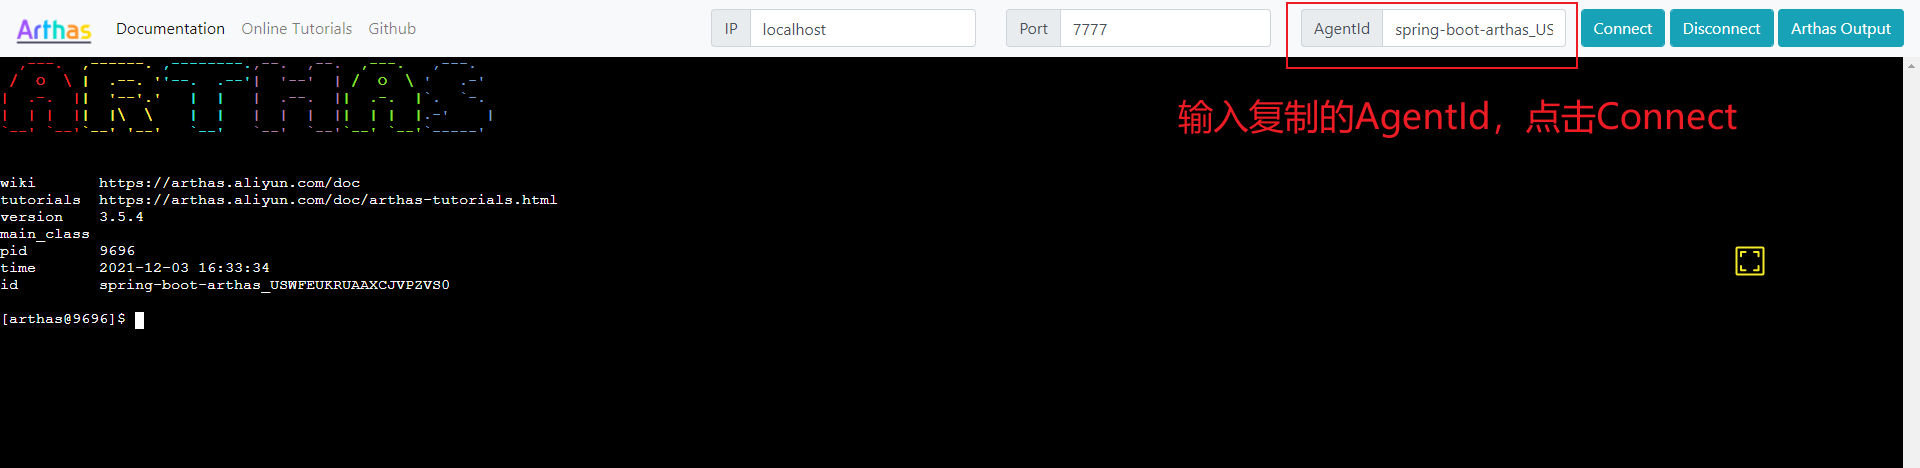 Arthas Documentation Online Tutorials Github IP localhost Port 7777 AgentId spring-boot-arthas_US Connect Disconnect Arthas Output
ARTHAS
输入复制的AgentId，点击Connect
wiki https://arthas.aliyun.com/doc
tutorials https://arthas.aliyun.com/doc/arthas-tutorials.html
version 3.5.4
main_class
pid 9696
time 2021-12-03 16:33:34
id spring-boot-arthas_USWFEUKRUAAXCJVPZVS0
[arthas@9696]$